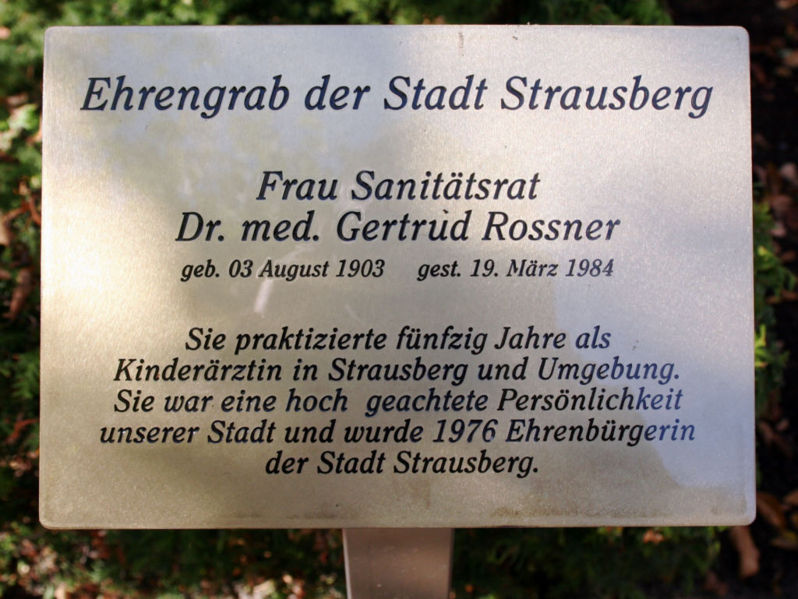 Ehrengrab der Stadt Strausberg
Frau Sanitätsrat
Dr. med. Gertrud Rossner
geb. 03 August 1903 gest. 19. März 1984
Sie praktizierte fünfzig Jahre als
Kinderärztin in Strausberg und Umgebung.
Sie war eine hoch geachtete Persönlichkeit
unserer Stadt und wurde 1976 Ehrenbürgerin
der Stadt Strausberg.